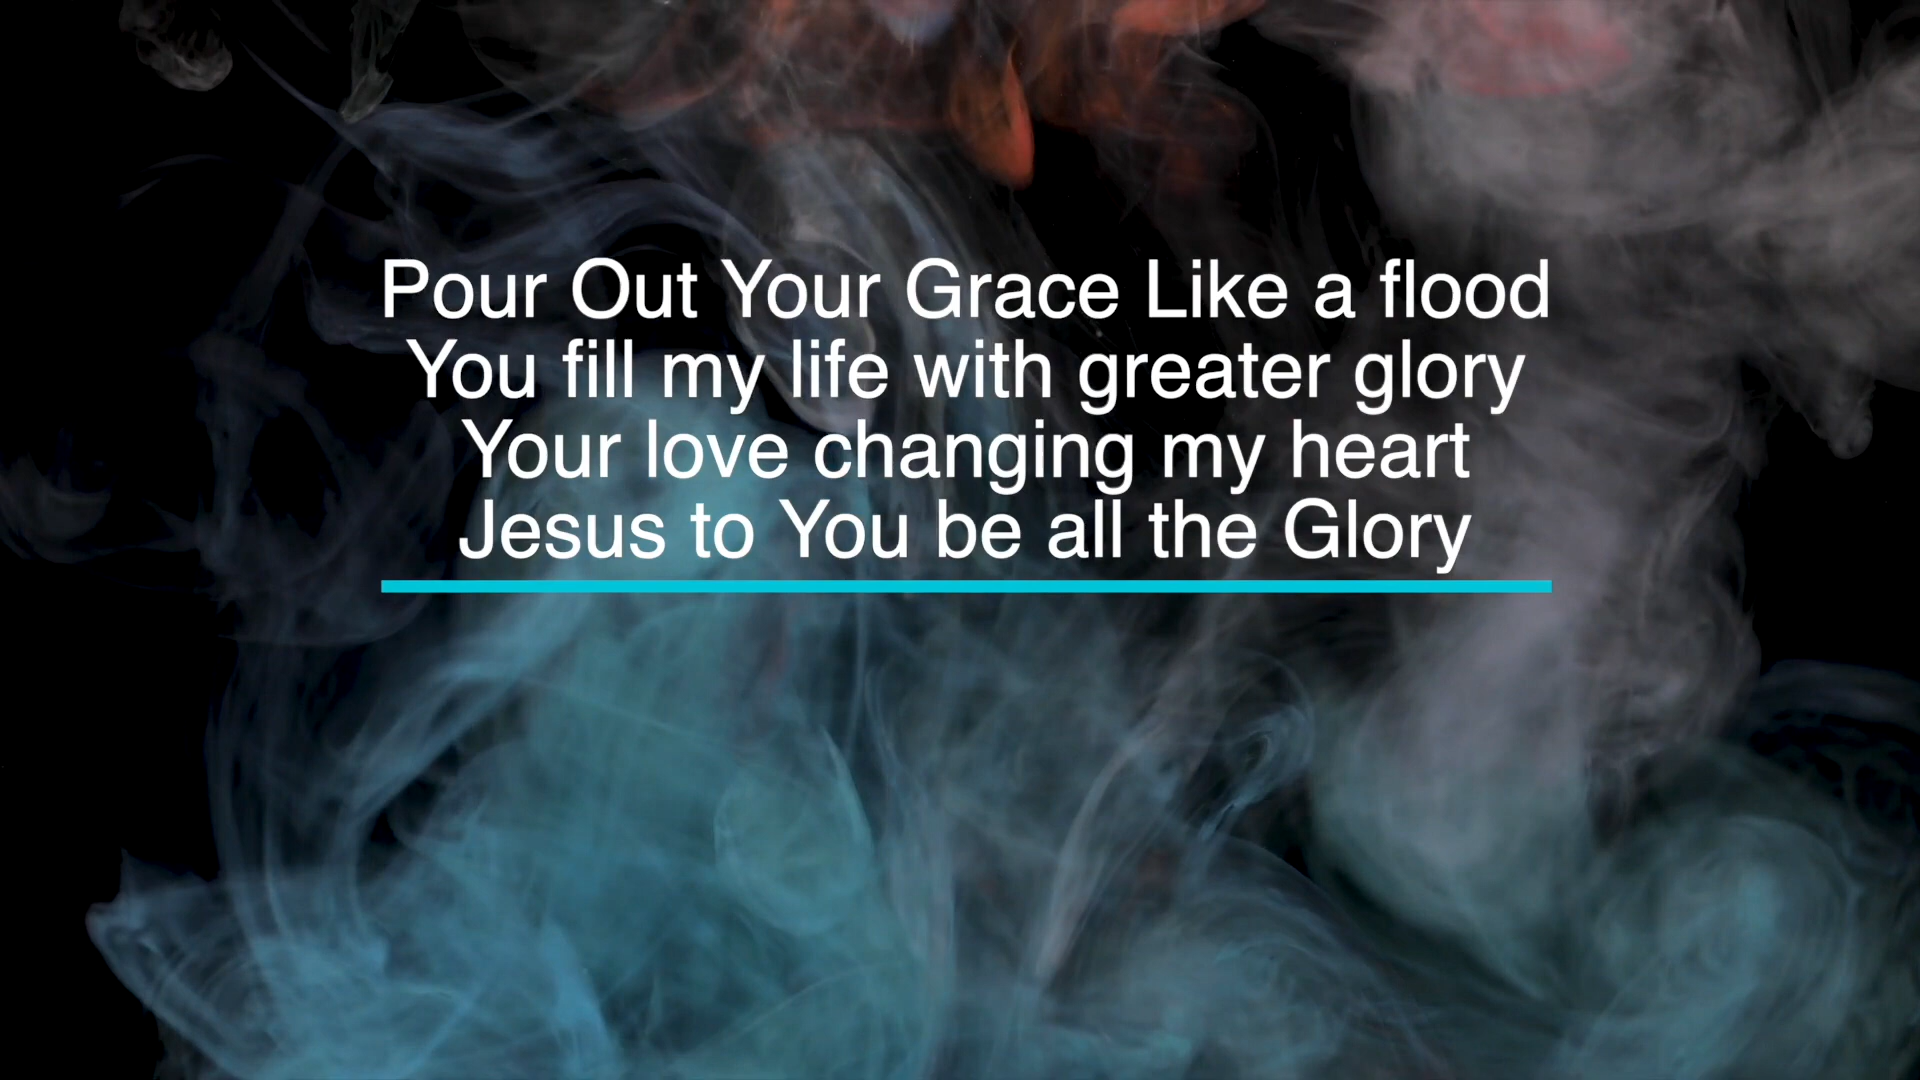 Pour Out Your Grace Like a flood
You fill my life with greater glory
Your love changing my heart
Jesus to You be all the Glory